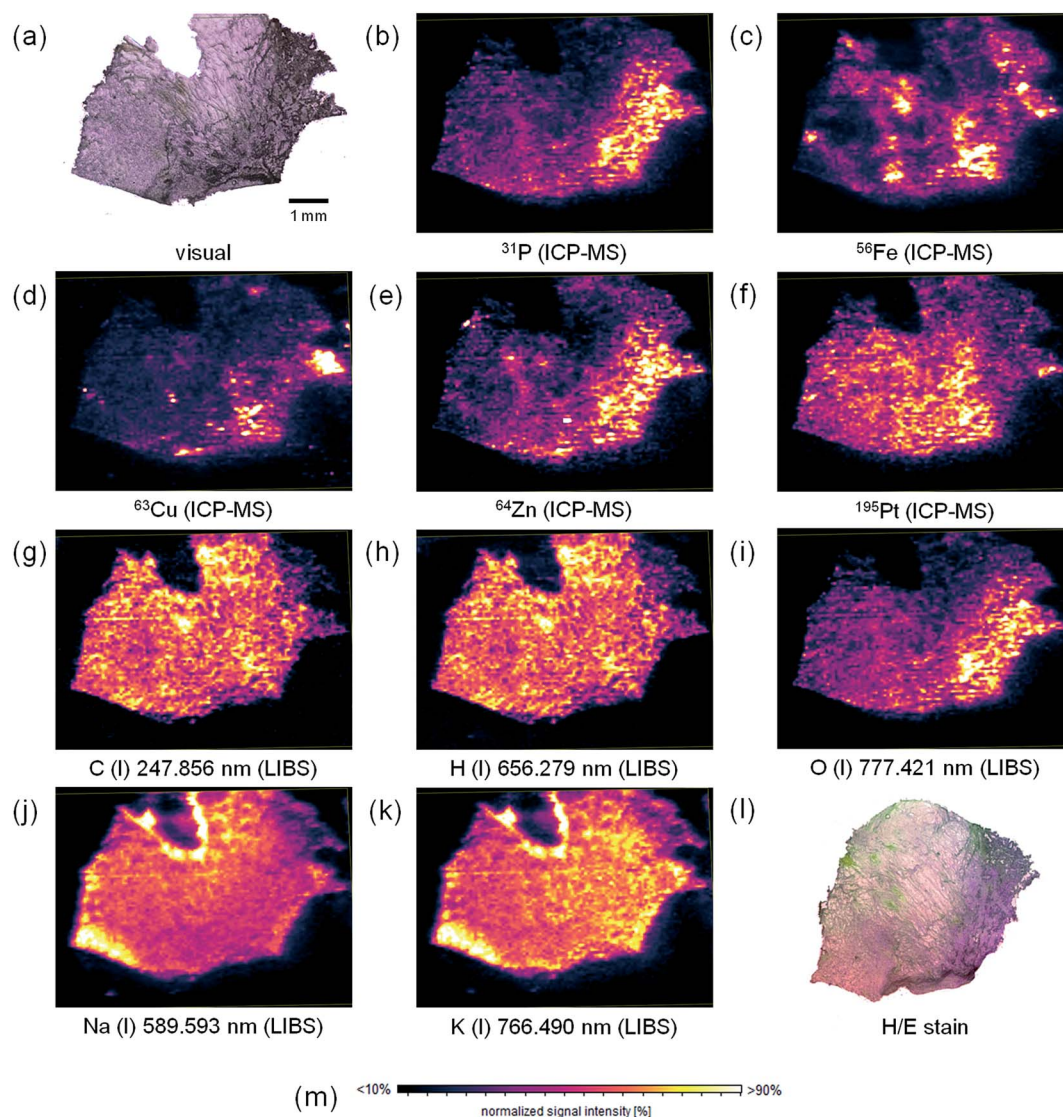 (a)
1 mm
visual
(b)
³¹P (ICP-MS)
(c)
⁵⁶Fe (ICP-MS)
(d)
⁶³Cu (ICP-MS)
(e)
⁶⁴Zn (ICP-MS)
(f)
¹⁹⁵Pt (ICP-MS)
(g)
C (I) 247.856 nm (LIBS)
(h)
H (I) 656.279 nm (LIBS)
(i)
O (I) 777.421 nm (LIBS)
(j)
Na (I) 589.593 nm (LIBS)
(k)
K (I) 766.490 nm (LIBS)
(l)
H/E stain
(m)
<10% >90%
normalized signal intensity [%]